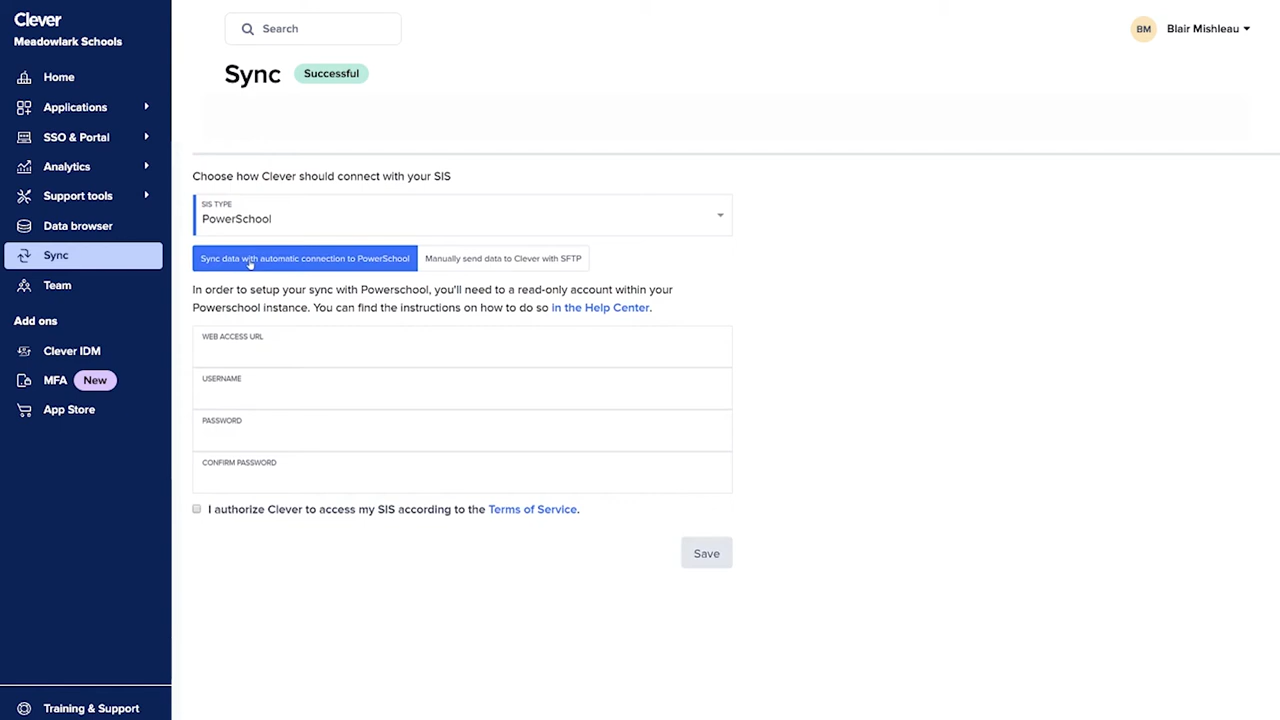 Clever
Meadowlark Schools
Home
Applications
SSO & Portal
Analytics
Support tools
Data browser
Sync
Team
Add ons
Clever IDM
MFA New
App Store
Training & Support
Search
BM Blair Mishleau
Sync Successful
Choose how Clever should connect with your SIS
SIS TYPE
PowerSchool
Sync data with automatic connection to PowerSchool Manually send data to Clever with SFTP
In order to setup your sync with Powerschool, you'll need to a read-only account within your
Powerschool instance. You can find the instructions on how to do so in the Help Center.
WEB ACCESS URL
USERNAME
PASSWORD
CONFIRM PASSWORD
I authorize Clever to access my SIS according to the Terms of Service.
Save